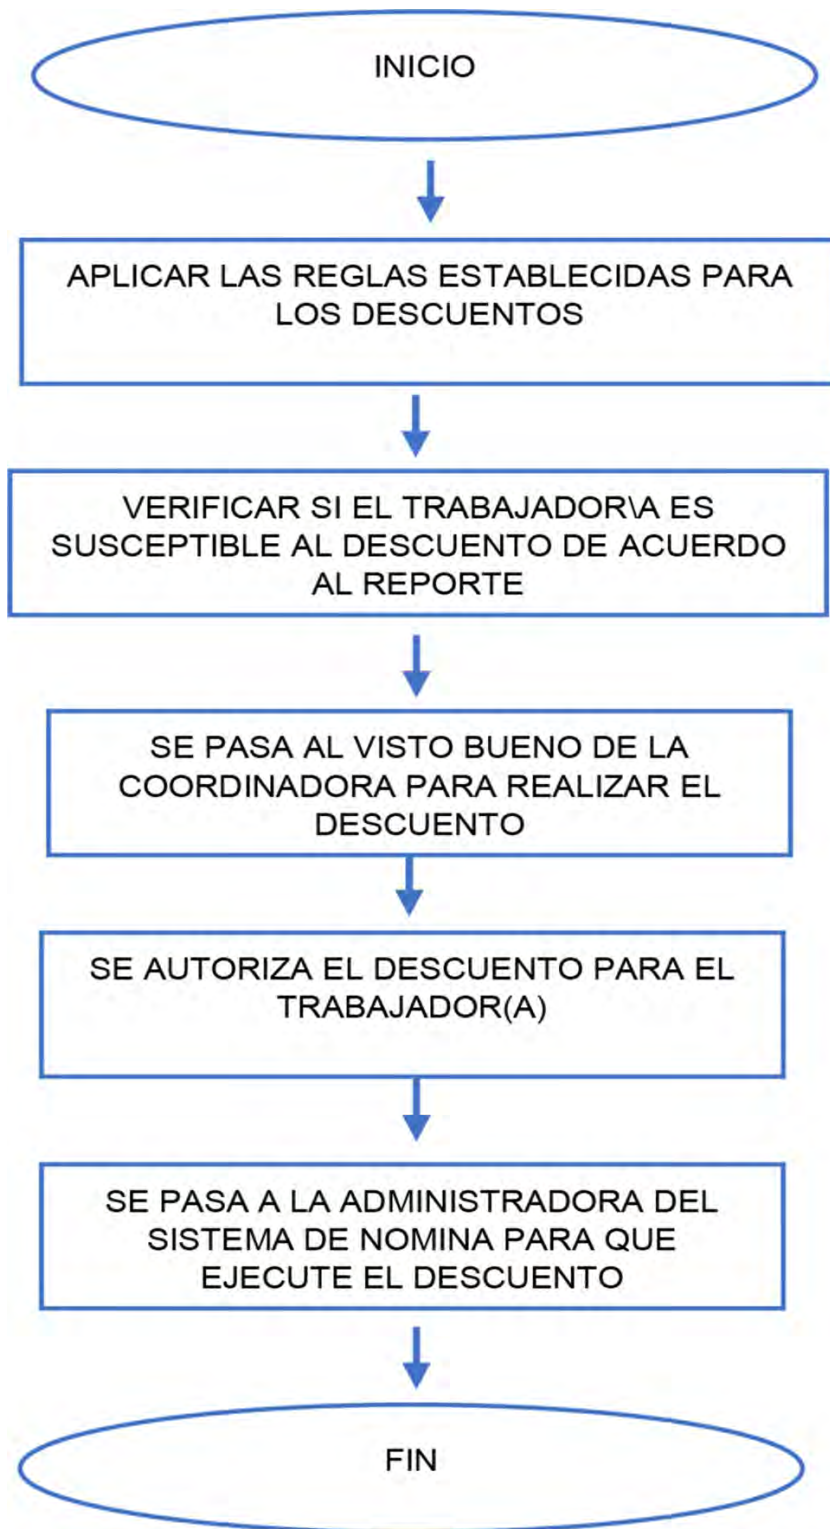 INICIO
APLICAR LAS REGLAS ESTABLECIDAS PARA
LOS DESCUENTOS
VERIFICAR SI EL TRABAJADOR\A ES
SUSCEPTIBLE AL DESCUENTO DE ACUERDO
AL REPORTE
SE PASA AL VISTO BUENO DE LA
COORDINADORA PARA REALIZAR EL
DESCUENTO
SE AUTORIZA EL DESCUENTO PARA EL
TRABAJADOR(A)
SE PASA A LA ADMINISTRADORA DEL
SISTEMA DE NOMINA PARA QUE
EJECUTE EL DESCUENTO
FIN